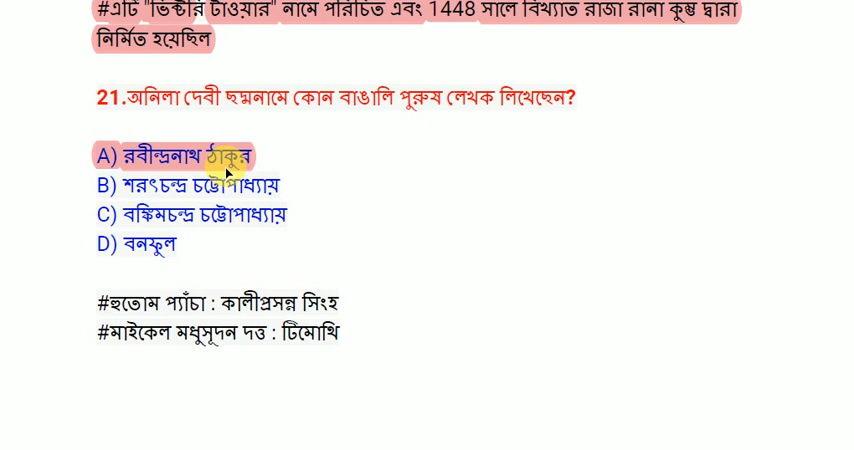 #এটি "ভিক্টরি টাওয়ার" নামে পরিচিত এবং 1448 সালে বিখ্যাত রাজা রানা কুম্ভ দ্বারা
নির্মিত হয়েছিল
21.অনিলা দেবী ছদ্মনামে কোন বাঙালি পুরুষ লেখক লিখেছেন?
A) রবীন্দ্রনাথ ঠাকুর
B) শরৎচন্দ্র চট্টোপাধ্যায়
C) বঙ্কিমচন্দ্র চট্টোপাধ্যায়
D) বনফুল
#হুতোম প্যাঁচা : কালীপ্রসন্ন সিংহ
#মাইকেল মধুসূদন দত্ত : টিমোথি